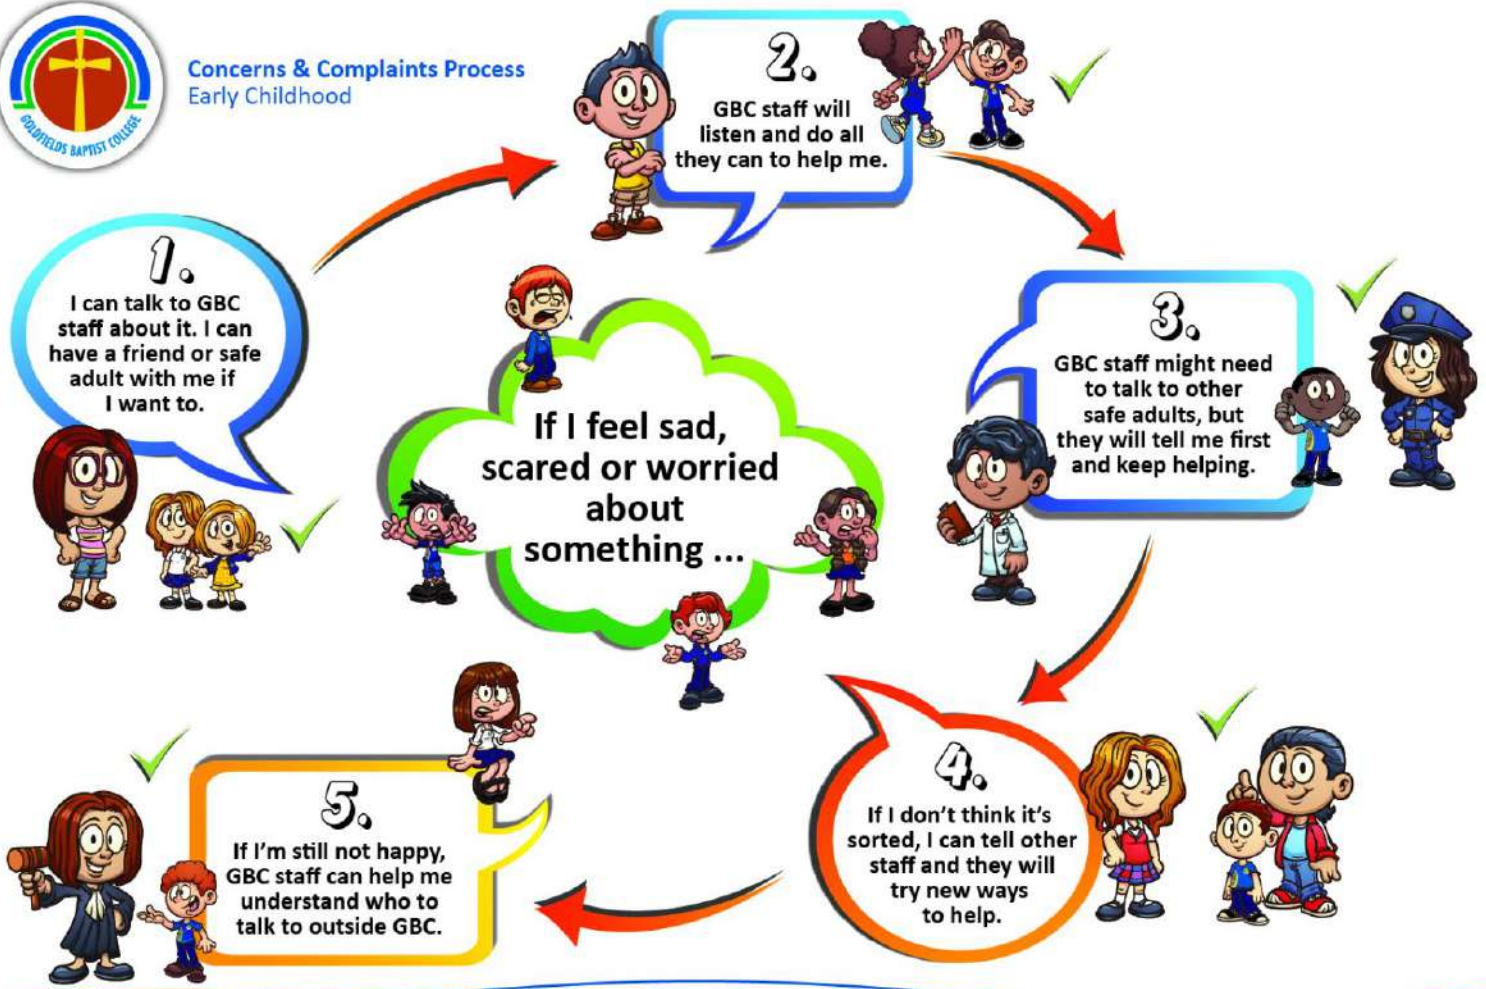 GOLDFIELDS BAPTIST COLLEGE
Concerns & Complaints Process
Early Childhood
1.
I can talk to GBC
staff about it. I can
have a friend or safe
adult with me if
I want to.
2.
GBC staff will
listen and do all
they can to help me.
3.
GBC staff might need
to talk to other
safe adults, but
they will tell me first
and keep helping.
If I feel sad,
scared or worried
about
something ...
4.
If I don't think it's
sorted, I can tell other
staff and they will
try new ways
to help.
5.
If I'm still not happy,
GBC staff can help me
understand who to
talk to outside GBC.